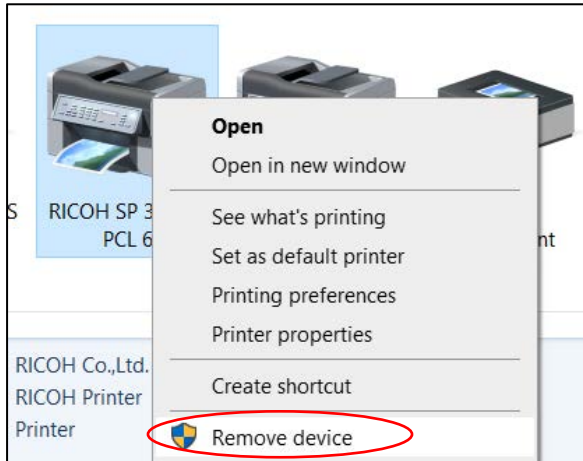 Open
Open in new window
See what's printing
Set as default printer
Printing preferences
Printer properties
Create shortcut
Remove device
S
RICOH SP 3
PCL 6
nt
RICOH Co.,Ltd.
RICOH Printer
Printer